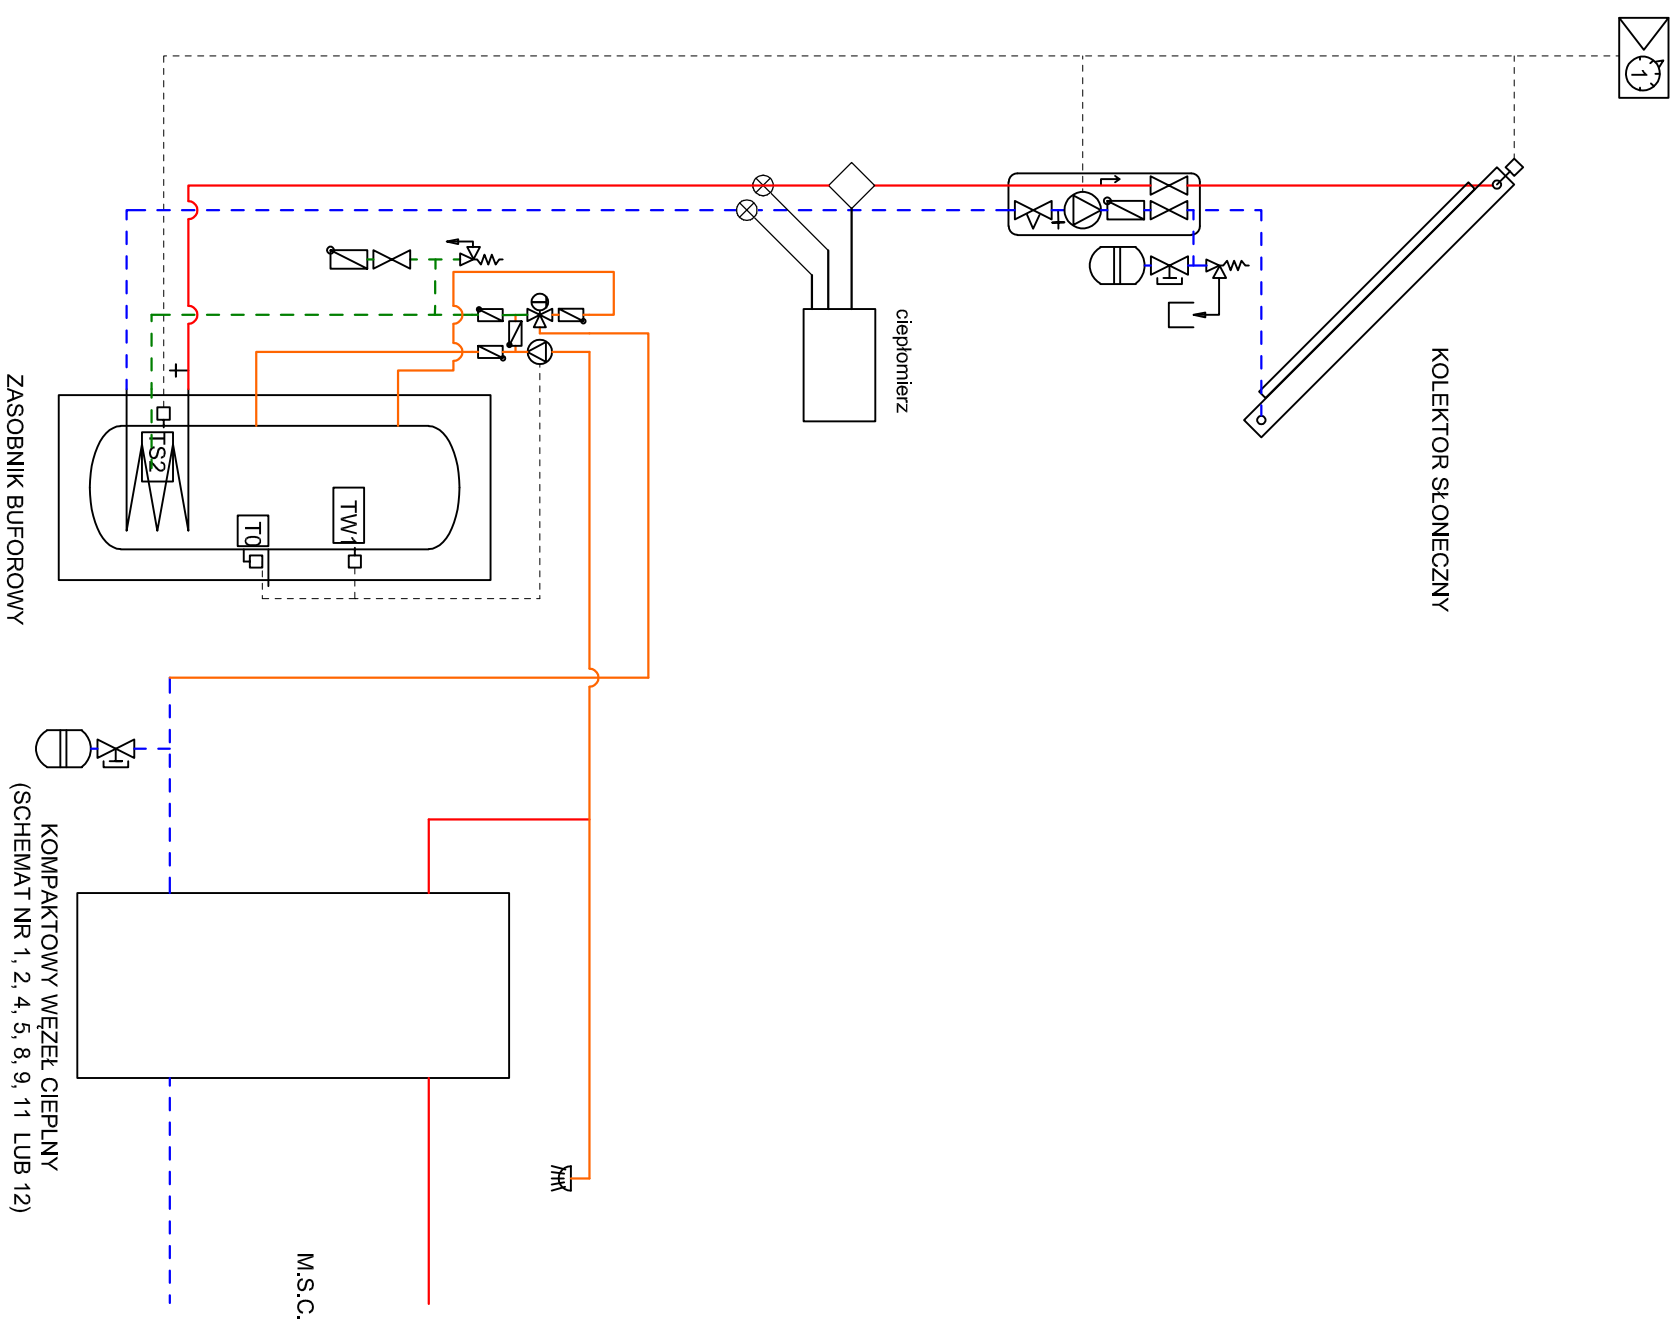 1
KOLEKTOR SŁONECZNY
ciepłomierz
TS2
TW1
T0
ZASOBNIK BUFOROWY
KOMPAKTOWY WĘZEŁ CIEPLNY
(SCHEMAT NR 1, 2, 4, 5, 8, 9, 11 LUB 12)
M.S.C.